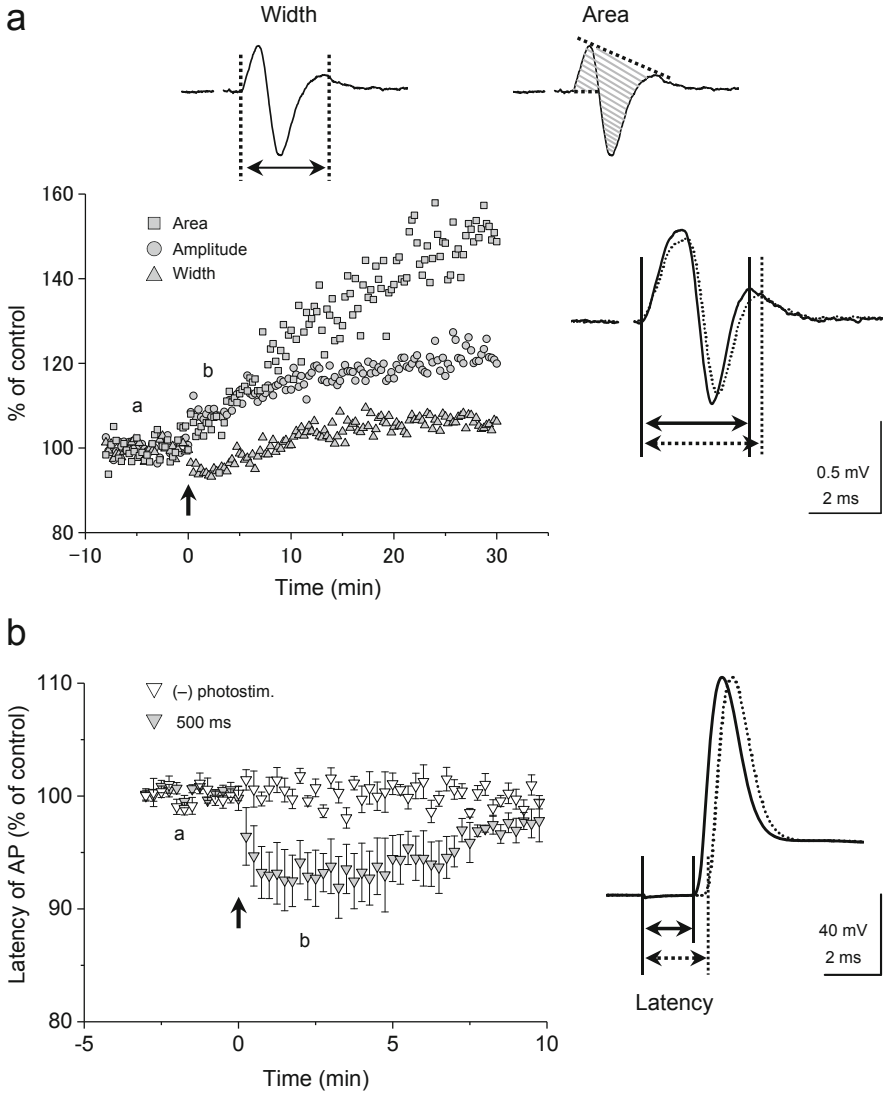 a
Width
Area
160
140
120
100
80
% of control
Area
Amplitude
Width
a
b
−10
0
10
20
30
Time (min)
0.5 mV
2 ms
b
110
100
90
80
Latency of AP (% of control)
(–) photostim.
500 ms
a
b
-5
0
5
10
Time (min)
40 mV
2 ms
Latency